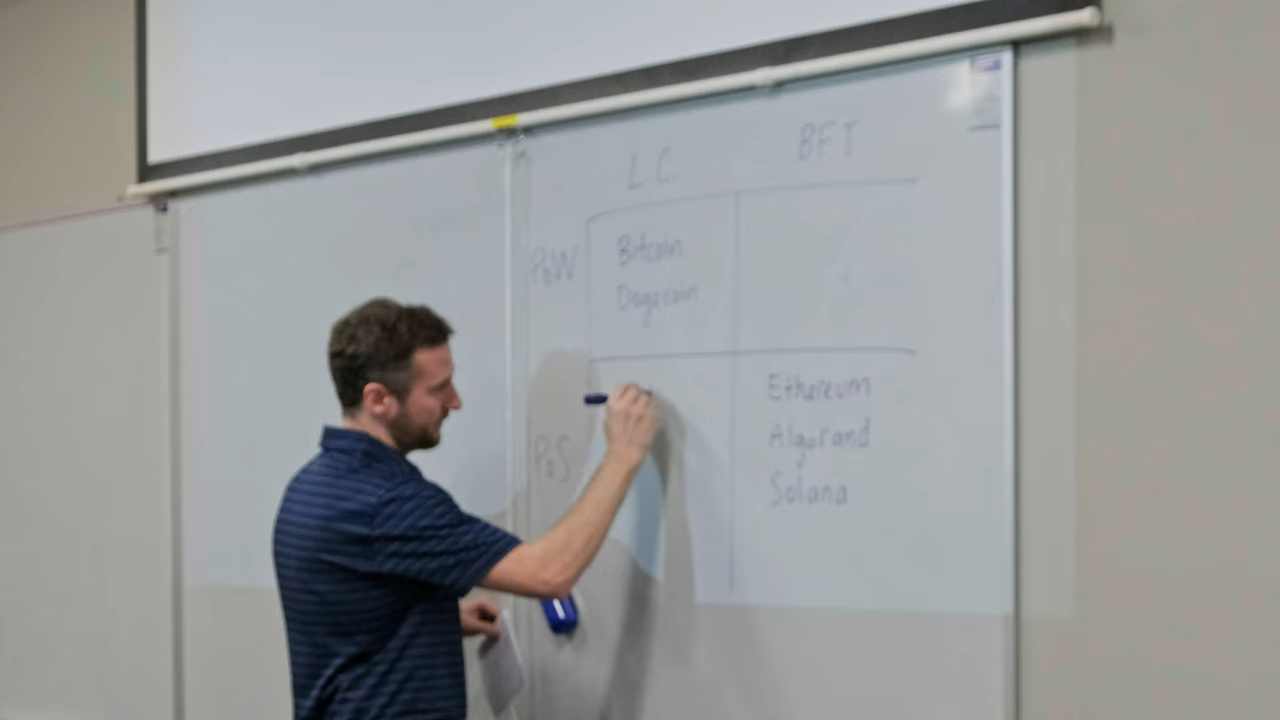 LC BFT
PoW Bitcoin
Dogecoin
Ethereum
PoS Algorand
Solana